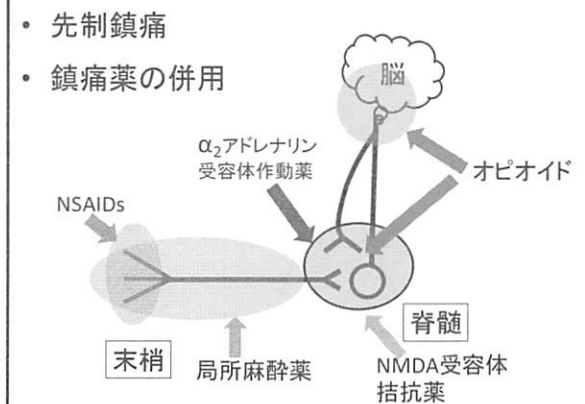 • 先制鎮痛
• 鎮痛薬の併用
脳
α₂アドレナリン
受容体作動薬
オピオイド
NSAIDs
脊髄
末梢
局所麻酔薬
NMDA受容体
拮抗薬